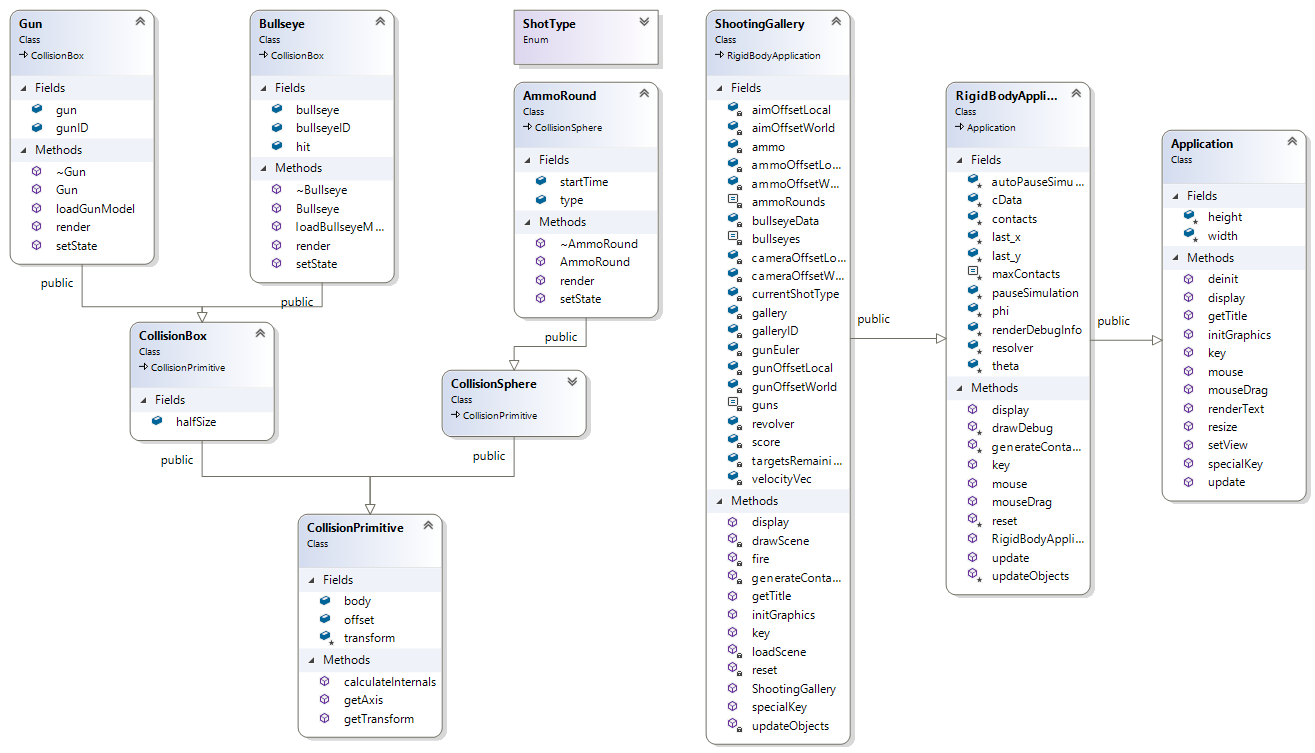 Gun
Class
CollisionBox
Fields
gun
gunID
Methods
~Gun
Gun
loadGunModel
render
setState
public
Bullseye
Class
CollisionBox
Fields
bullseye
bullseyeID
hit
Methods
~Bullseye
Bullseye
loadBullseyeM...
render
setState
public
CollisionBox
Class
CollisionPrimitive
Fields
halfSize
public
ShotType
Enum
AmmoRound
Class
CollisionSphere
Fields
startTime
type
Methods
~AmmoRound
AmmoRound
render
setState
public
CollisionSphere
Class
CollisionPrimitive
public
CollisionPrimitive
Class
Fields
body
offset
transform
Methods
calculateInternals
getAxis
getTransform
ShootingGallery
Class
RigidBodyApplication
Fields
aimOffsetLocal
aimOffsetWorld
ammo
ammoOffsetLo...
ammoOffsetW...
ammoRounds
bullseyeData
bullseyes
cameraOffsetLo...
cameraOffsetW...
currentShotType
gallery
galleryID
gunEuler
gunOffsetLocal
gunOffsetWorld
guns
revolver
score
targetsRemaini...
velocityVec
Methods
display
drawScene
fire
generateConta...
getTitle
initGraphics
key
loadScene
reset
ShootingGallery
specialKey
updateObjects
public
RigidBodyAppli...
Class
Application
Fields
autoPauseSimu...
cData
contacts
last_x
last_y
maxContacts
pauseSimulation
phi
renderDebugInfo
resolver
theta
Methods
display
drawDebug
generateConta...
key
mouse
mouseDrag
reset
RigidBodyAppli...
update
updateObjects
public
Application
Class
Fields
height
width
Methods
deinit
display
getTitle
initGraphics
key
mouse
mouseDrag
renderText
resize
setView
specialKey
update